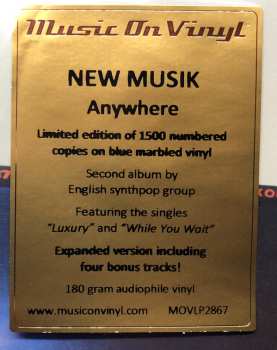 Music On Vinyl
NEW MUSIK
Anywhere
Limited edition of 1500 numbered
copies on blue marbled vinyl
Second album by
English synthpop group
Featuring the singles
"Luxury" and "While You Wait"
Expanded version including
four bonus tracks!
180 gram audiophile vinyl
www.musiconvinyl.com MOVLP2867